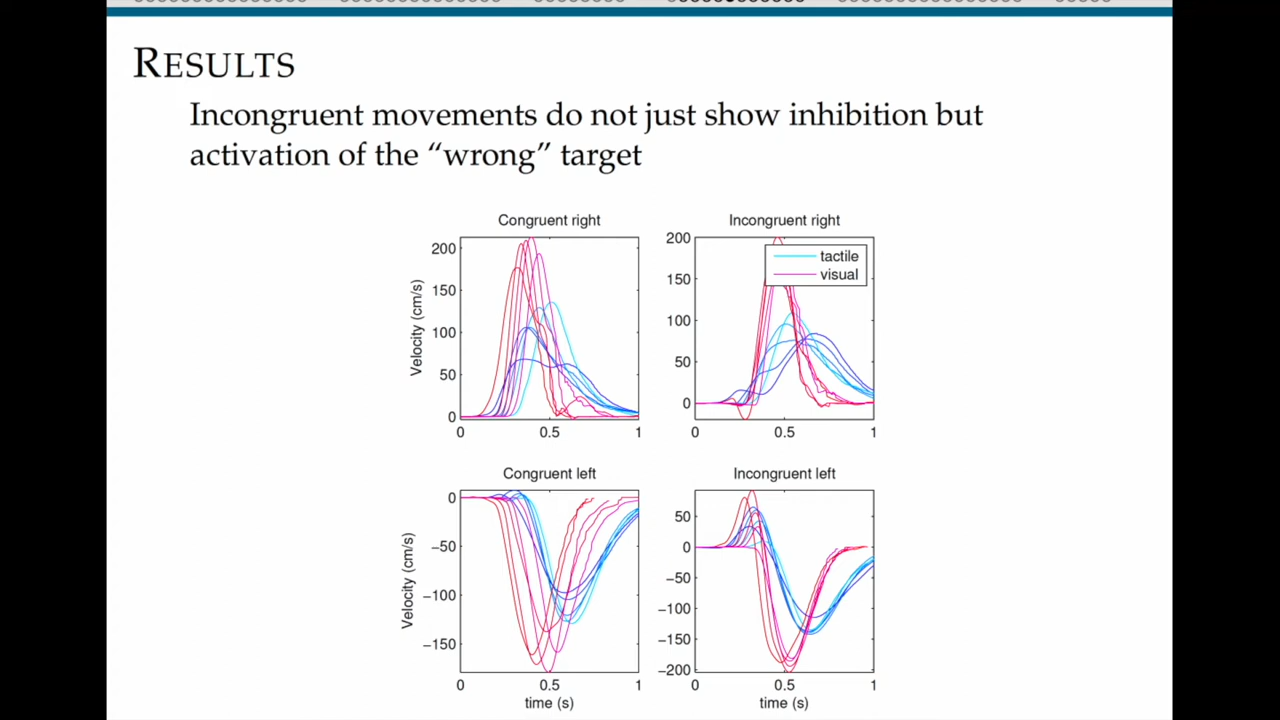 RESULTS
Incongruent movements do not just show inhibition but
activation of the “wrong” target
Congruent right
Incongruent right
200
150
100
50
0
Velocity (cm/s)
0
0.5
1
200
150
100
50
0
tactile
visual
0
0.5
1
Congruent left
Incongruent left
0
−50
−100
−150
Velocity (cm/s)
0
0.5
1
time (s)
50
0
−50
−100
−150
−200
0
0.5
1
time (s)